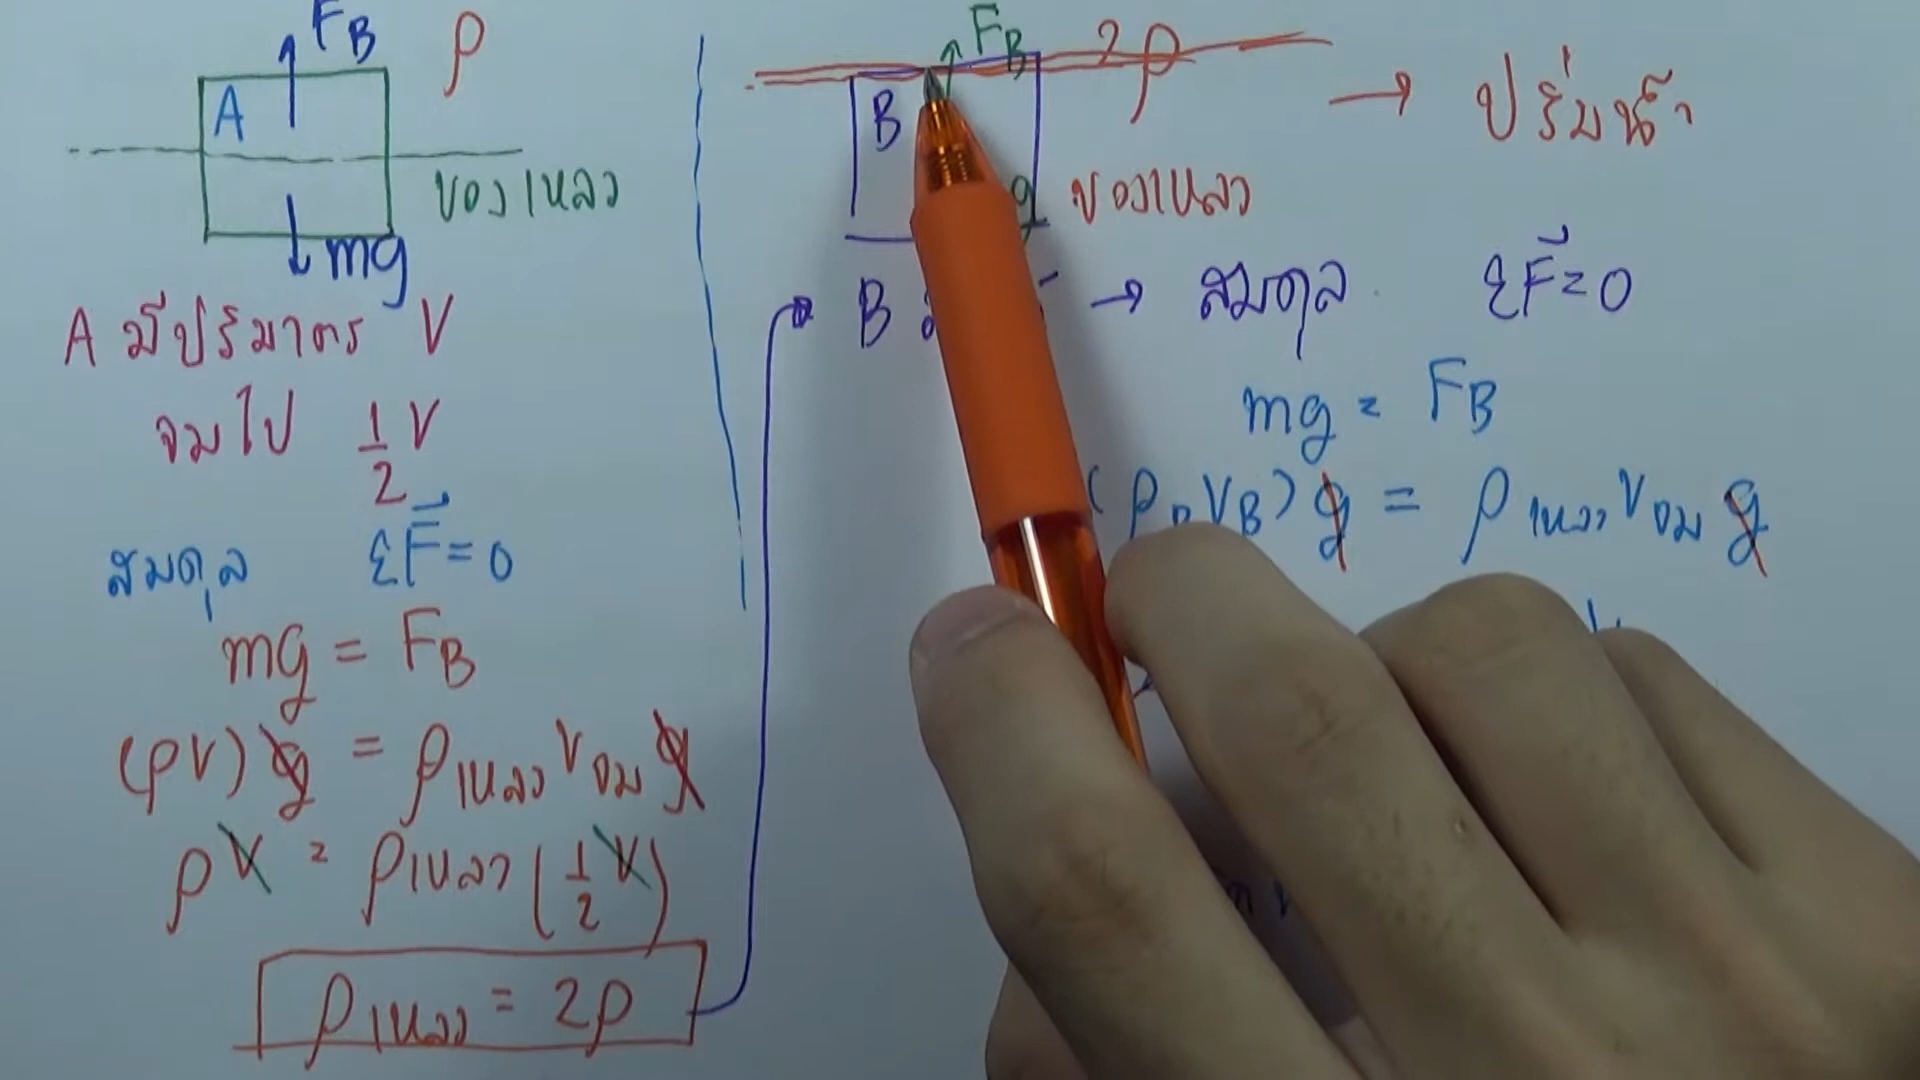 F_B ρ
A
ของเหลว
mg
A มีปริมาตร V
จมไป 1/2 V
สมดุล ΣF⃗ = 0
mg = F_B
(ρV)g = ρเหลว Vจม g
ρV = ρเหลว (1/2 V)
ρเหลว = 2ρ
F_B 2ρ → ปริ่มน้ำ
B
g ของเหลว
B → สมดุล ΣF⃗ = 0
mg = F_B
(ρ_B V_B) g = ρเหลว Vจม g